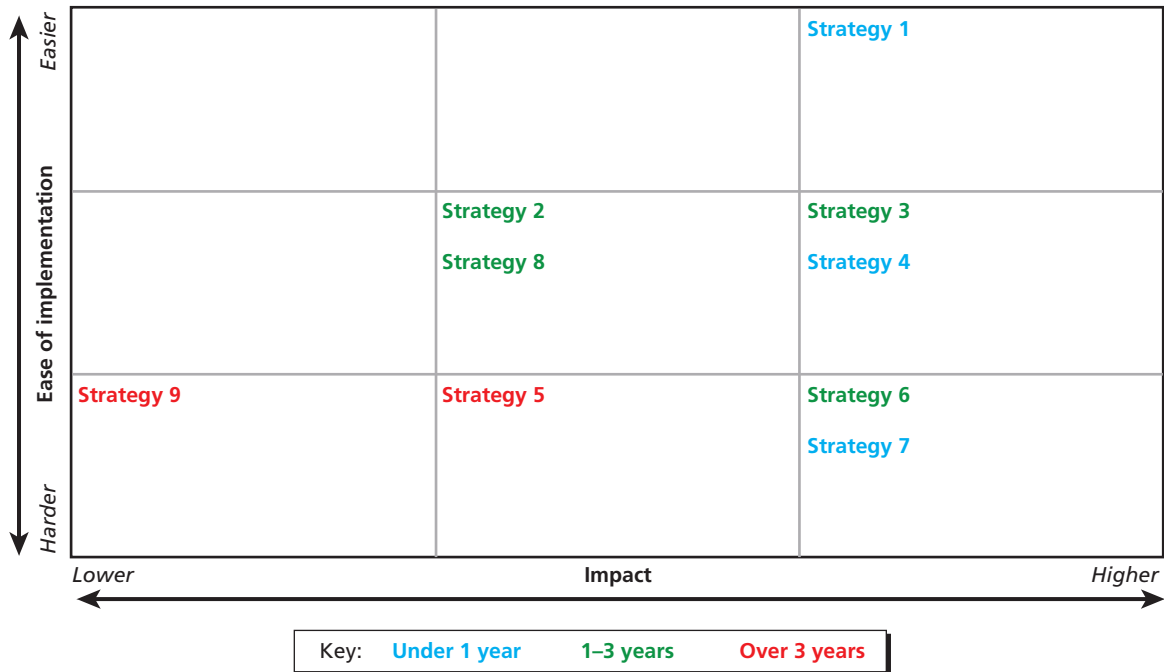 Easier
Strategy 1
Ease of implementation
Strategy 2
Strategy 3
Strategy 8
Strategy 4
Strategy 9
Strategy 5
Strategy 6
Strategy 7
Harder
Lower
Impact
Higher
Key: Under 1 year 1–3 years Over 3 years